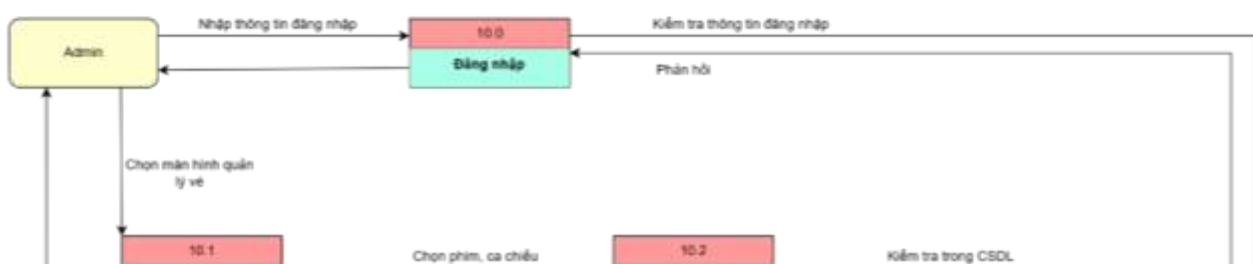 Nhập thông tin đăng nhập
10.0
Kiểm tra thông tin đăng nhập
Admin
Đăng nhập
Phản hồi
Chọn màn hình quản
lý vé
10.1
Chọn phim, ca chiếu
10.2
Kiểm tra trong CSDL